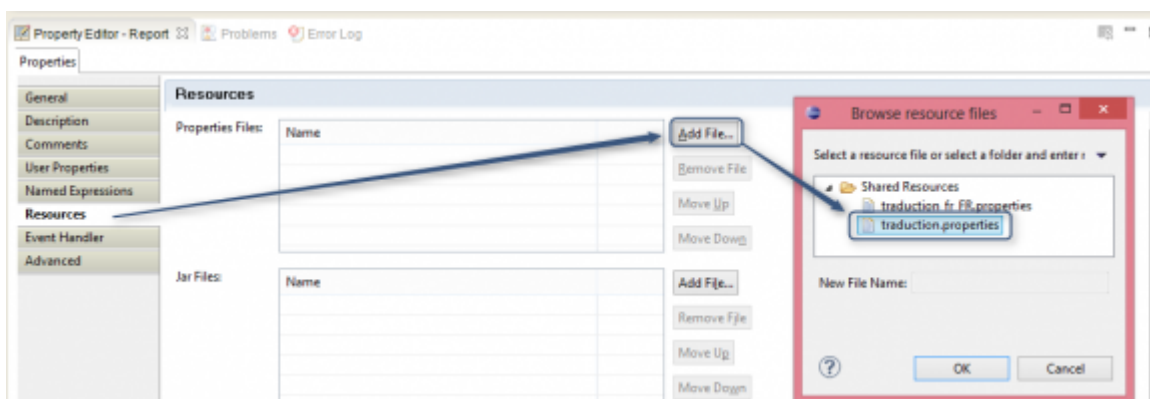 Property Editor - Report Problems Error Log
Properties
General
Description
Comments
User Properties
Named Expressions
Resources
Event Handler
Advanced
Resources
Properties Files:
Name
Add File...
Remove File
Move Up
Move Down
Jar Files:
Name
Add File...
Remove File
Move Up
Move Down
Browse resource files
Select a resource file or select a folder and enter
Shared Resources
traduction_fr_FR.properties
traduction.properties
New File Name:
OK Cancel